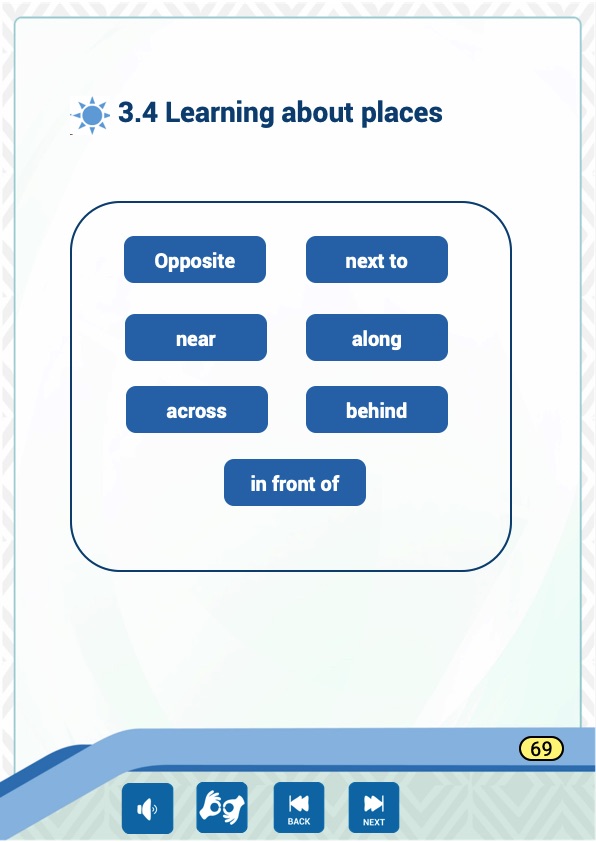 3.4 Learning about places
Opposite next to
near along
across behind
in front of
69
BACK NEXT